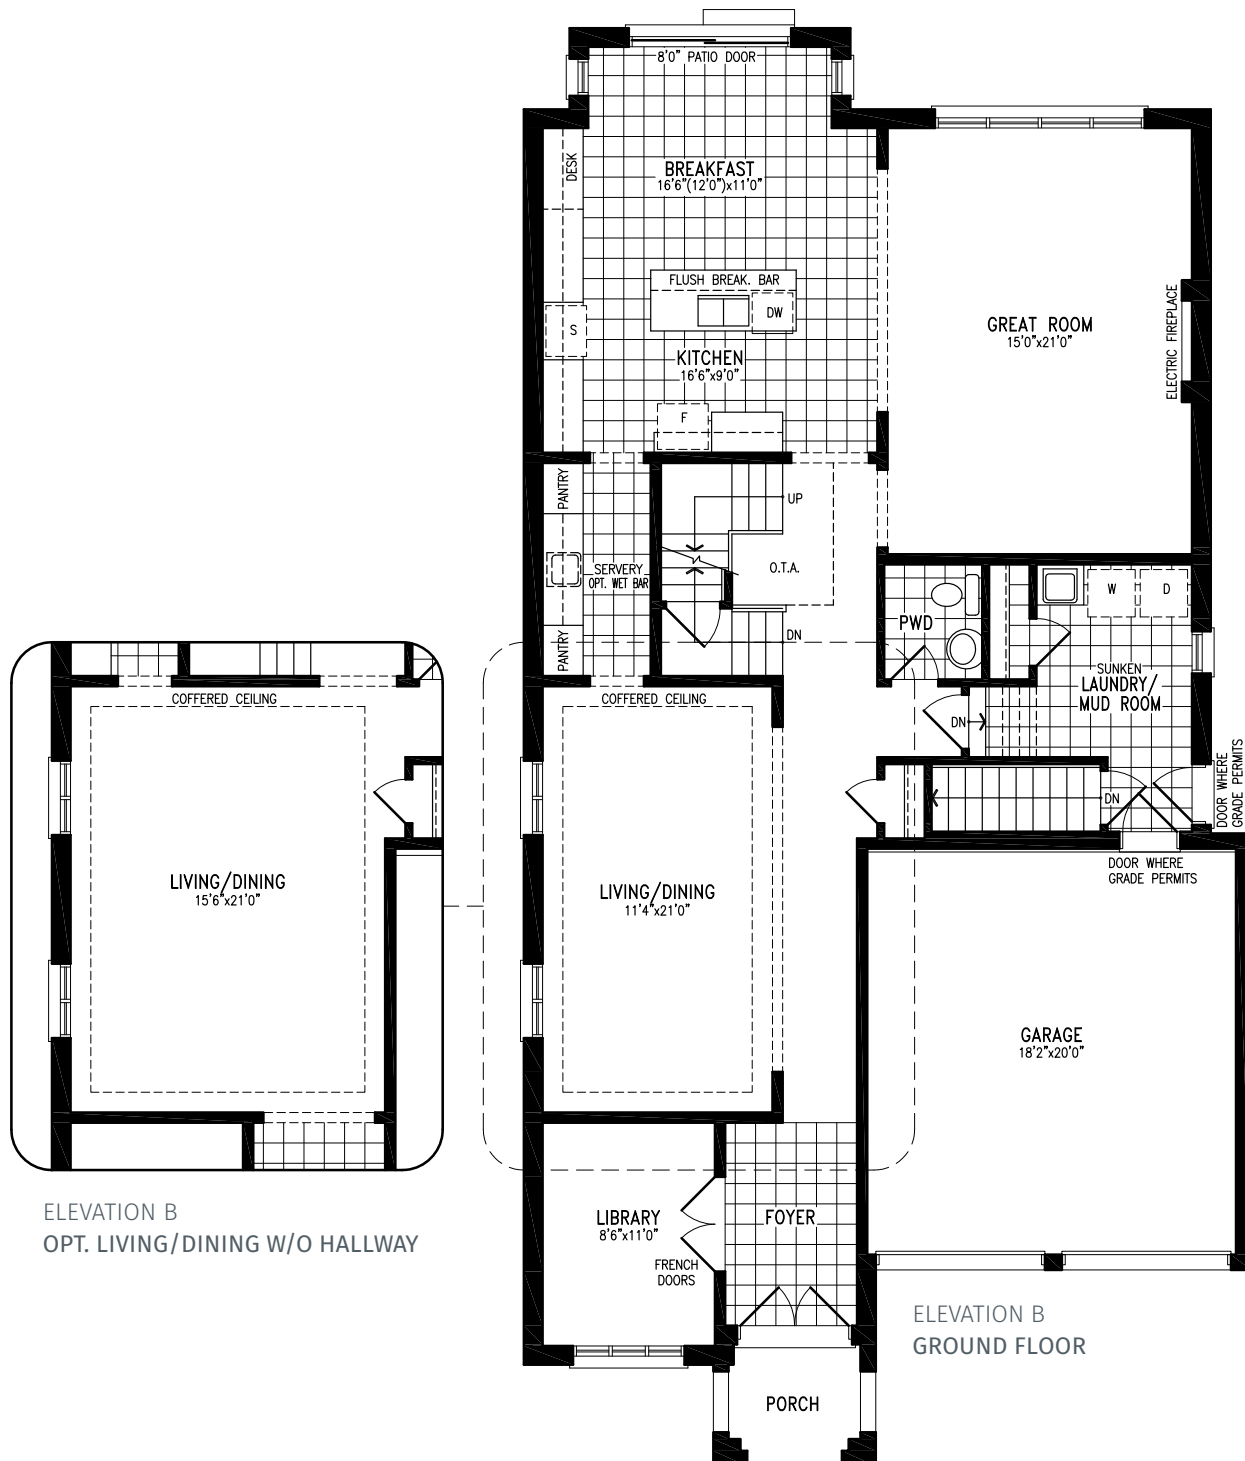 8'0" PATIO DOOR
DESK
BREAKFAST
16'6"(12'0")x11'0"
FLUSH BREAK. BAR
DW
S
KITCHEN
16'6"x9'0"
F
GREAT ROOM
15'0"x21'0"
ELECTRIC FIREPLACE
PANTRY
UP
SERVERY
OPT. WET BAR
O.T.A.
PANTRY
DN
PWD
W
D
SUNKEN
LAUNDRY/
MUD ROOM
DN
DN
DOOR WHERE
GRADE PERMITS
DOOR WHERE
GRADE PERMITS
COFFERED CEILING
LIVING/DINING
15'6"x21'0"
COFFERED CEILING
LIVING/DINING
11'4"x21'0"
GARAGE
18'2"x20'0"
LIBRARY
8'6"x11'0"
FRENCH
DOORS
FOYER
PORCH
ELEVATION B
OPT. LIVING/DINING W/O HALLWAY
ELEVATION B
GROUND FLOOR